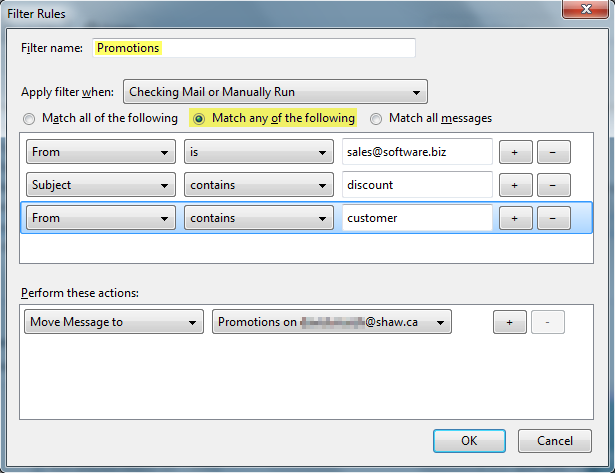 Filter Rules
Filter name: Promotions
Apply filter when: Checking Mail or Manually Run
Match all of the following Match any of the following Match all messages
From is sales@software.biz + -
Subject contains discount + -
From contains customer + -
Perform these actions:
Move Message to Promotions on @shaw.ca + -
OK Cancel